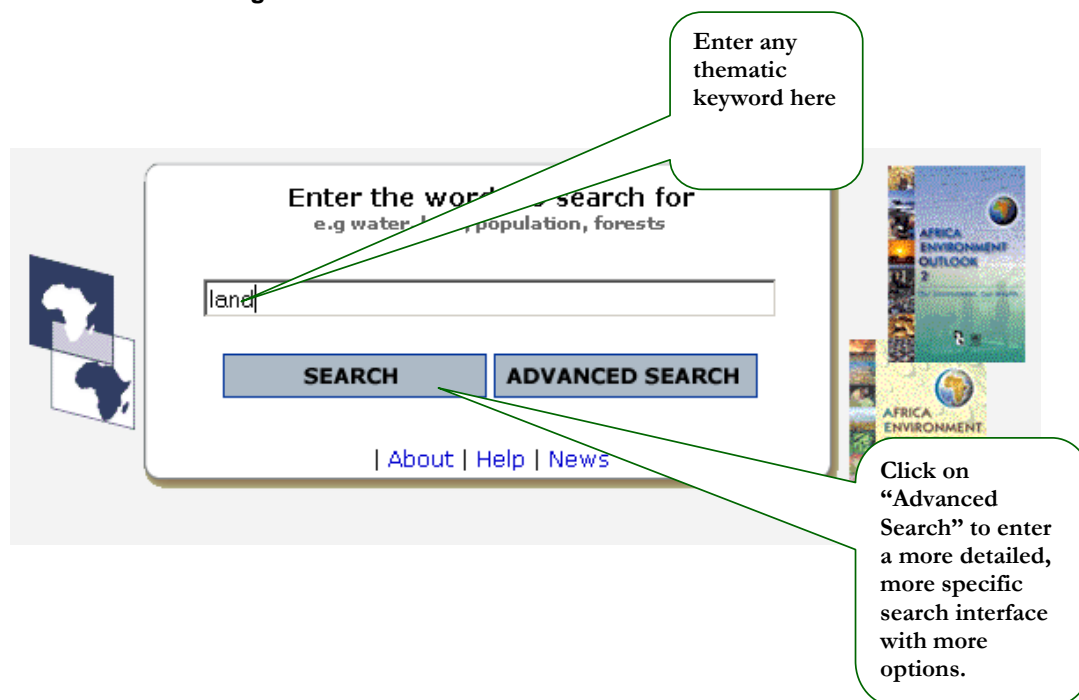 Enter any
thematic
keyword here
Enter the word search for
e.g water, population, forests
land
SEARCH
ADVANCED SEARCH
| About | Help | News
AFRICA
ENVIRONMENT
OUTLOOK
2
AFRICA
ENVIRONMENT
Click on
“Advanced
Search” to enter
a more detailed,
more specific
search interface
with more
options.